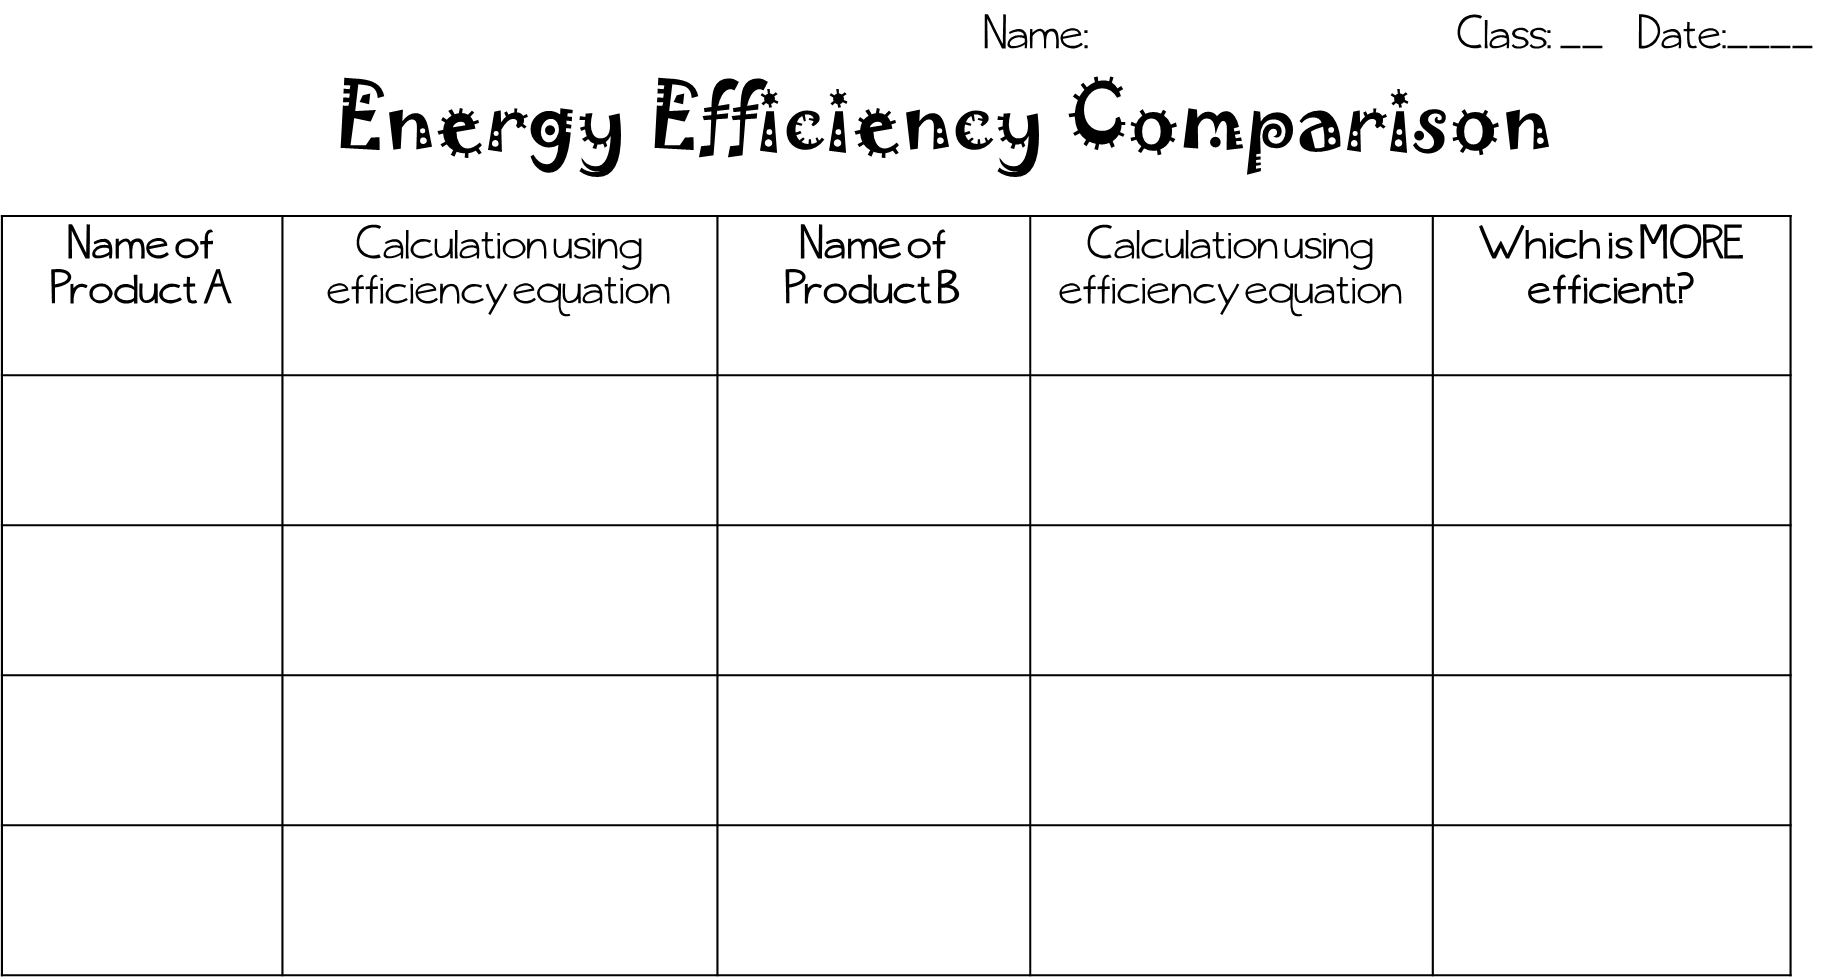 Name: Class: __ Date:____
Energy Efficiency Comparison
Name of
Product A
Calculation using
efficiency equation
Name of
Product B
Calculation using
efficiency equation
Which is MORE
efficient?